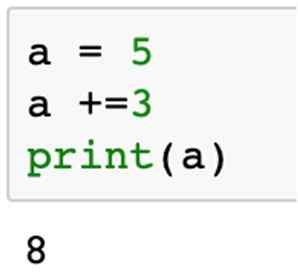 a = 5
a +=3
print(a)
8